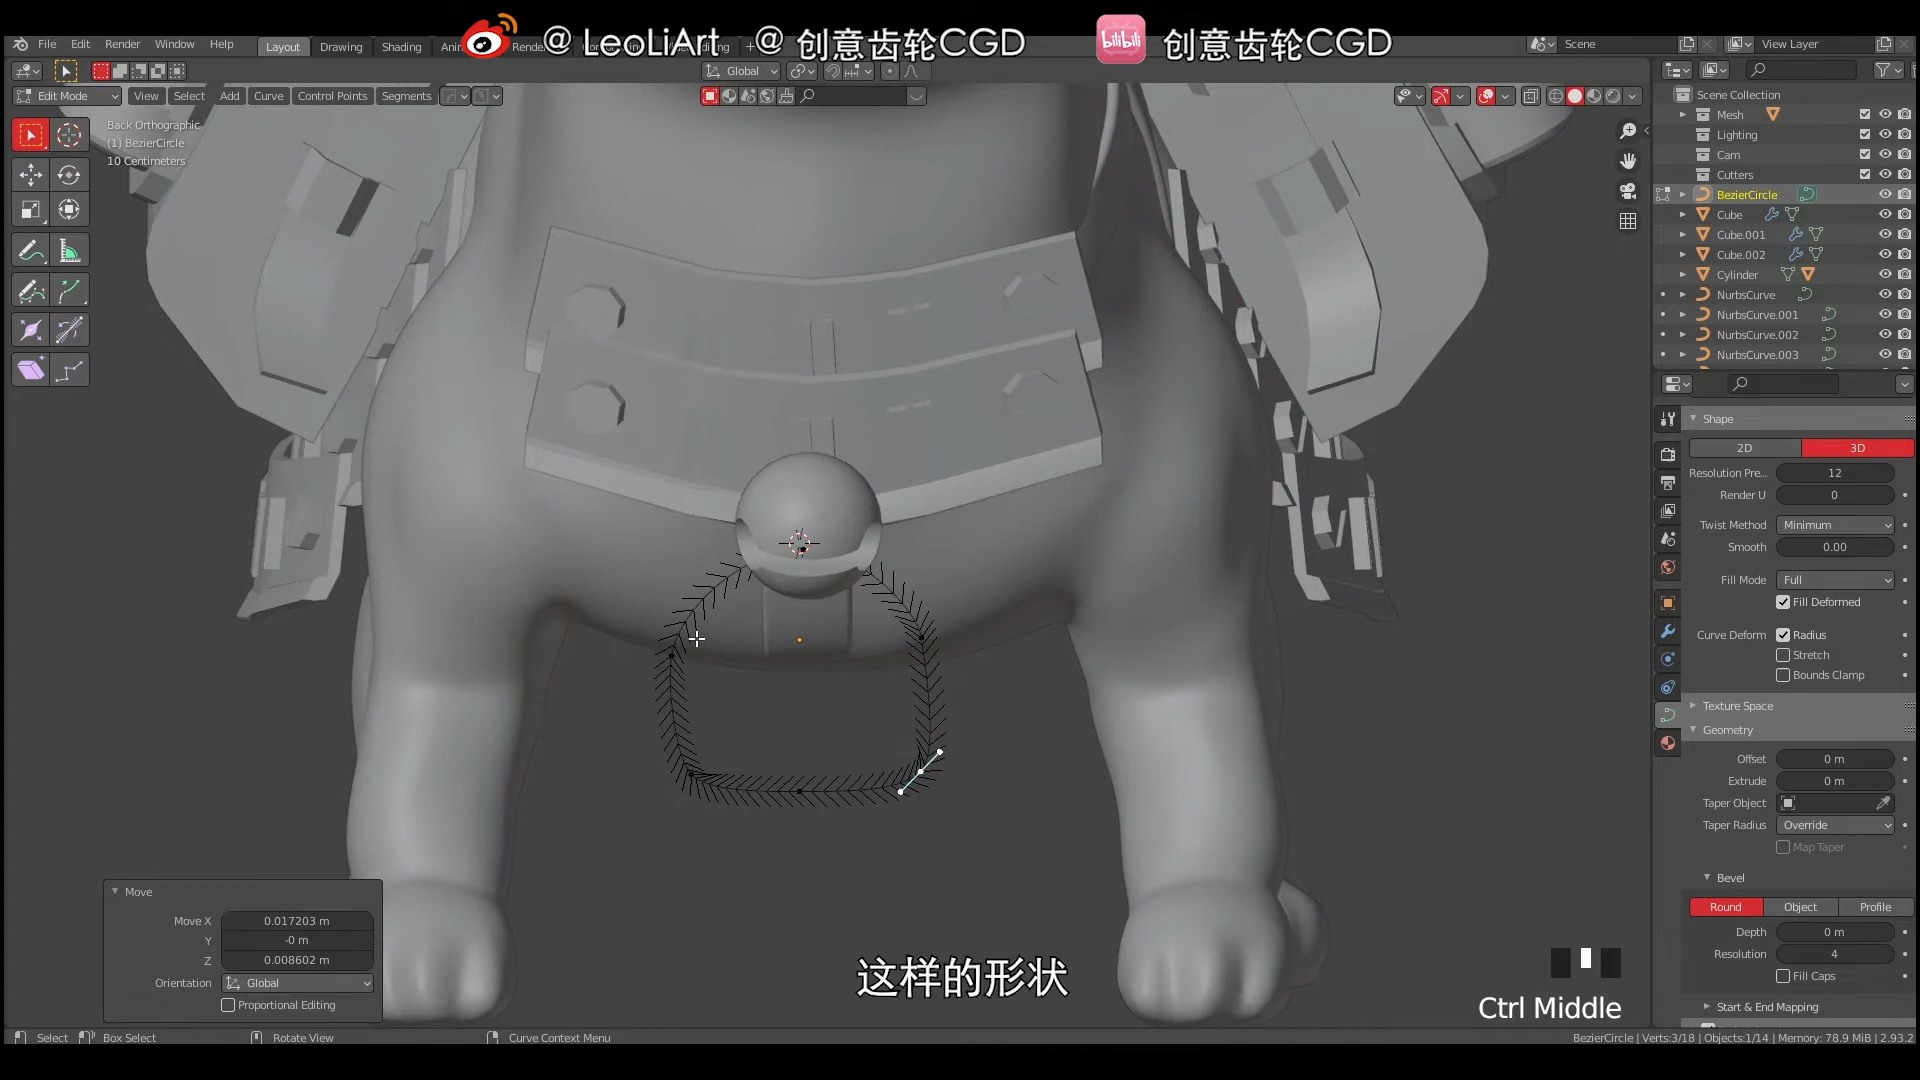 @ LeoLiArt @ 创意齿轮CGD
bilibili 创意齿轮CGD
File Edit Render Window Help Layout Drawing Shading
Scene View Layer
Global
Edit Mode View Select Add Curve Control Points Segments
Back Orthographic
(1) BezierCircle
10 Centimeters
Scene Collection
Mesh
Lighting
Cam
Cutters
BezierCircle
Cube
Cube.001
Cube.002
Cylinder
NurbsCurve
NurbsCurve.001
NurbsCurve.002
NurbsCurve.003
Shape
2D 3D
Resolution Pre... 12
Render U 0
Twist Method Minimum
Smooth 0.00
Fill Mode Full
Fill Deformed
Curve Deform Radius
Stretch
Bounds Clamp
Texture Space
Geometry
Offset 0 m
Extrude 0 m
Taper Object
Taper Radius Override
Map Taper
Bevel
Round Object Profile
Depth 0 m
Resolution 4
Fill Caps
Start & End Mapping
Move
Move X 0.017203 m
Y -0 m
Z 0.008602 m
Orientation Global
Proportional Editing
这样的形状
Ctrl Middle
Select Box Select Rotate View Curve Context Menu
BezierCircle | Verts:3/18 | Objects:1/14 | Memory: 78.9 MiB | 2.93.2